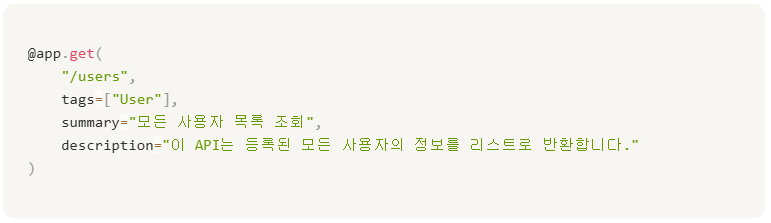 @app.get(
    "/users",
    tags=["User"],
    summary="모든 사용자 목록 조회",
    description="이 API는 등록된 모든 사용자의 정보를 리스트로 반환합니다."
)